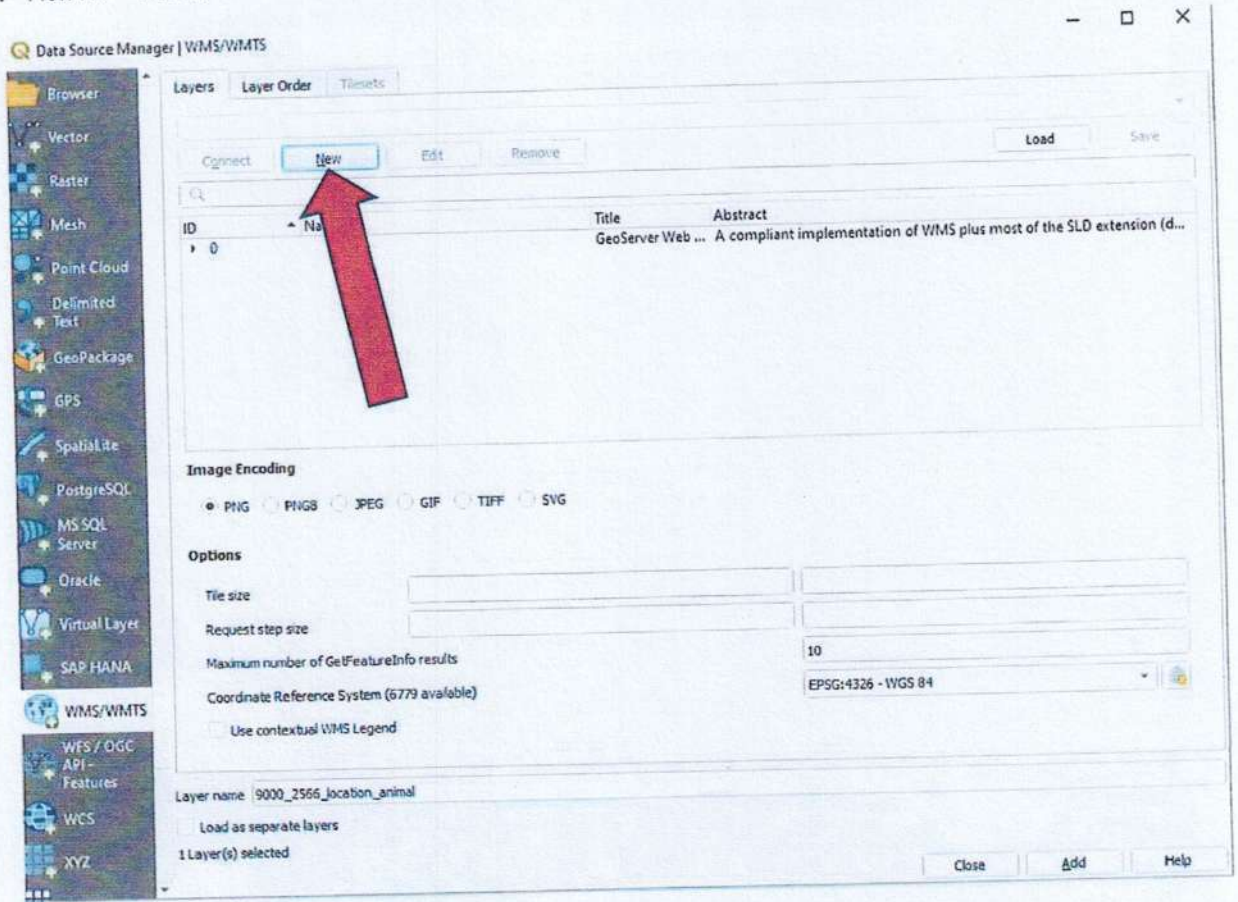 Data Source Manager | WMS/WMTS
Browser
Vector
Raster
Mesh
Point Cloud
Delimited
Text
GeoPackage
GPS
SpatiaLite
PostgreSQL
MS SQL
Server
Oracle
Virtual Layer
SAP HANA
WMS/WMTS
WFS / OGC
API -
Features
WCS
XYZ
Layers Layer Order Tilesets
Connect New Edit Remove Load Save
ID Na Title Abstract
0 GeoServer Web ... A compliant implementation of WMS plus most of the SLD extension (d...
Image Encoding
PNG PNG8 JPEG GIF TIFF SVG
Options
Tile size
Request step size
Maximum number of GetFeatureInfo results 10
Coordinate Reference System (6779 available) EPSG:4326 - WGS 84
Use contextual WMS Legend
Layer name 9000_2566_location_animal
Load as separate layers
1 Layer(s) selected
Close Add Help